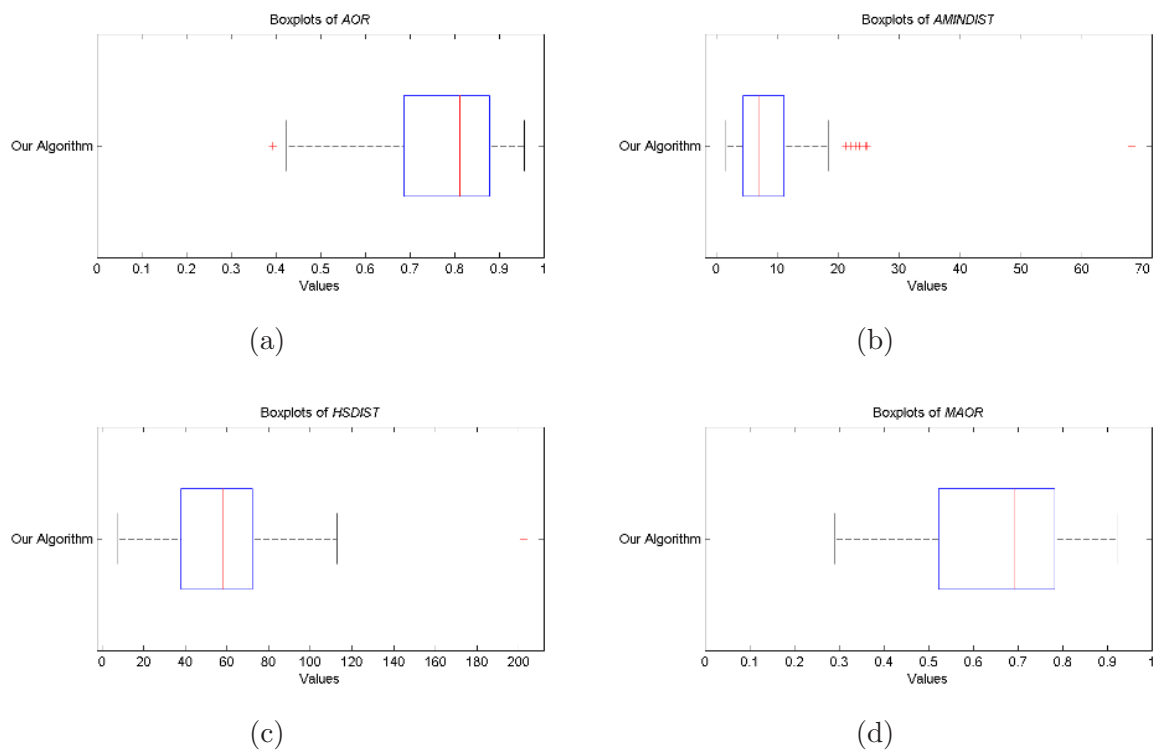 Boxplots of AOR
Our Algorithm
0 0.1 0.2 0.3 0.4 0.5 0.6 0.7 0.8 0.9 1
Values
(a)
Boxplots of AMINDIST
Our Algorithm
0 10 20 30 40 50 60 70
Values
(b)
Boxplots of HSDIST
Our Algorithm
0 20 40 60 80 100 120 140 160 180 200
Values
(c)
Boxplots of MAOR
Our Algorithm
0 0.1 0.2 0.3 0.4 0.5 0.6 0.7 0.8 0.9 1
Values
(d)